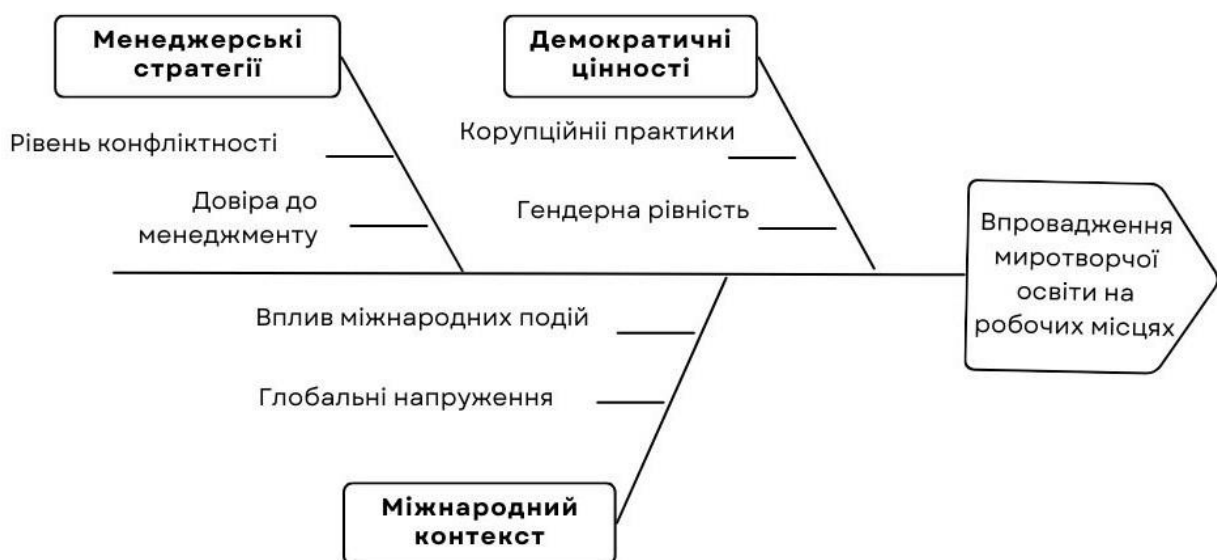 Менеджерські
стратегії
Демократичні
цінності
Рівень конфліктності
Корупційніі практики
Довіра до
менеджменту
Гендерна рівність
Впровадження
миротворчої
освіти на
робочих місцях
Вплив міжнародних подій
Глобальні напруження
Міжнародний
контекст